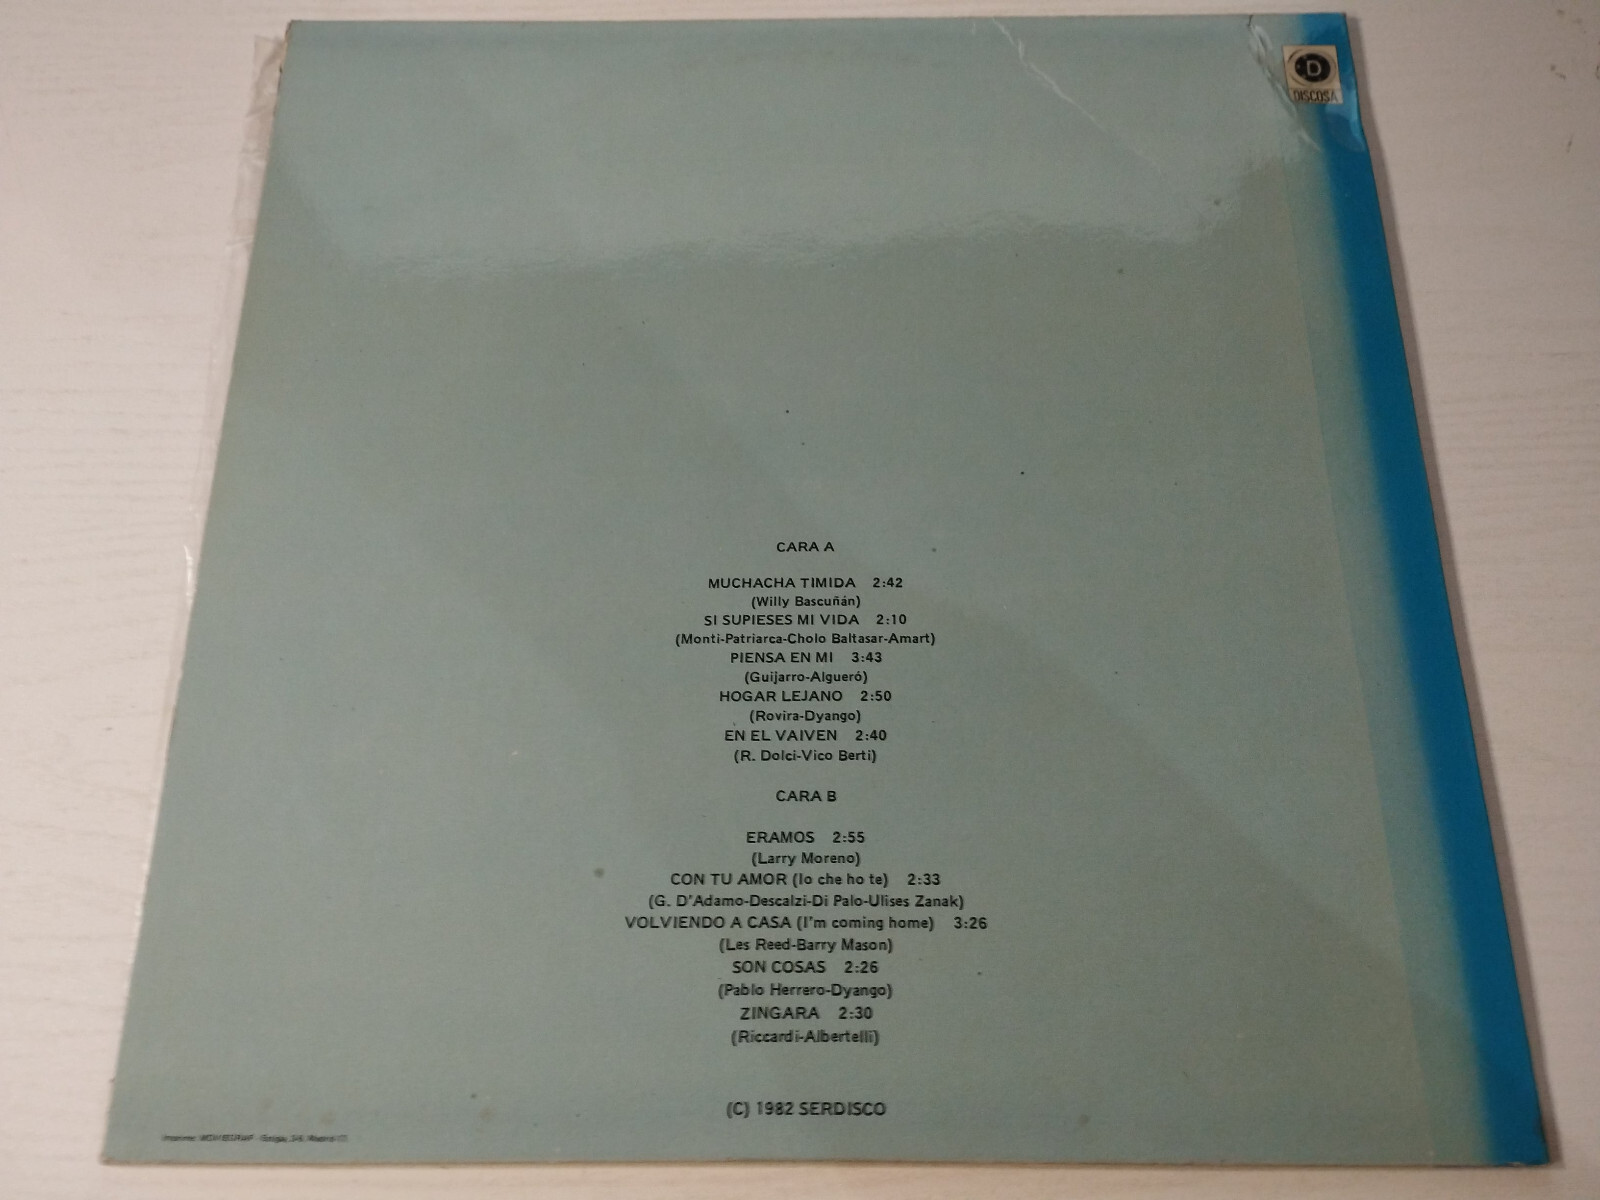 D
DISCOSA
CARA A
MUCHACHA TIMIDA 2:42
(Willy Bascuñán)
SI SUPIESES MI VIDA 2:10
(Monti-Patriarca-Cholo Baltasar-Amart)
PIENSA EN MI 3:43
(Guijarro-Algueró)
HOGAR LEJANO 2:50
(Rovira-Dyango)
EN EL VAIVEN 2:40
(R. Dolci-Vico Berti)
CARA B
ERAMOS 2:55
(Larry Moreno)
CON TU AMOR (Io che ho te) 2:33
(G. D'Adamo-Descalzi-Di Palo-Ulises Zanak)
VOLVIENDO A CASA (I'm coming home) 3:26
(Les Reed-Barry Mason)
SON COSAS 2:26
(Pablo Herrero-Dyango)
ZINGARA 2:30
(Riccardi-Albertelli)
(C) 1982 SERDISCO